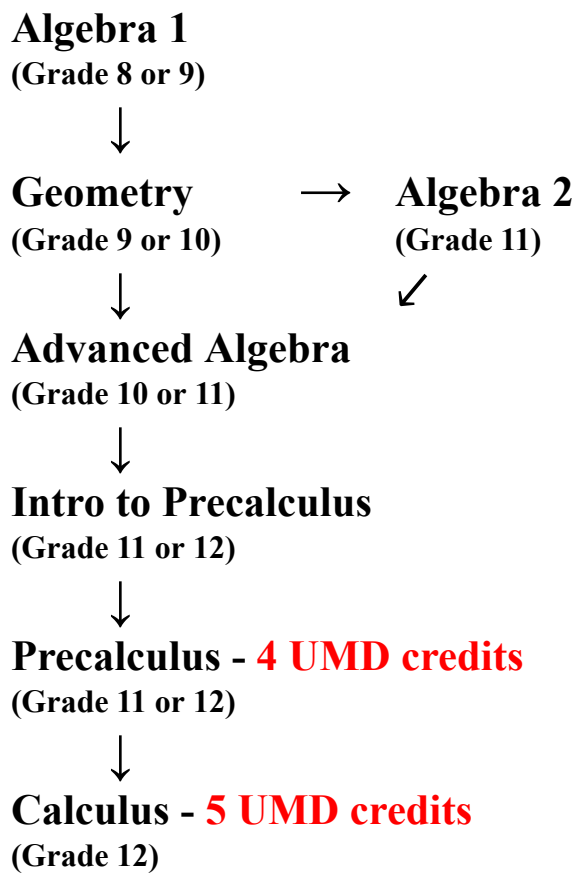 Algebra 1
(Grade 8 or 9)
↓
Geometry → Algebra 2
(Grade 9 or 10) (Grade 11)
↓ ↙
Advanced Algebra
(Grade 10 or 11)
↓
Intro to Precalculus
(Grade 11 or 12)
↓
Precalculus - 4 UMD credits
(Grade 11 or 12)
↓
Calculus - 5 UMD credits
(Grade 12)